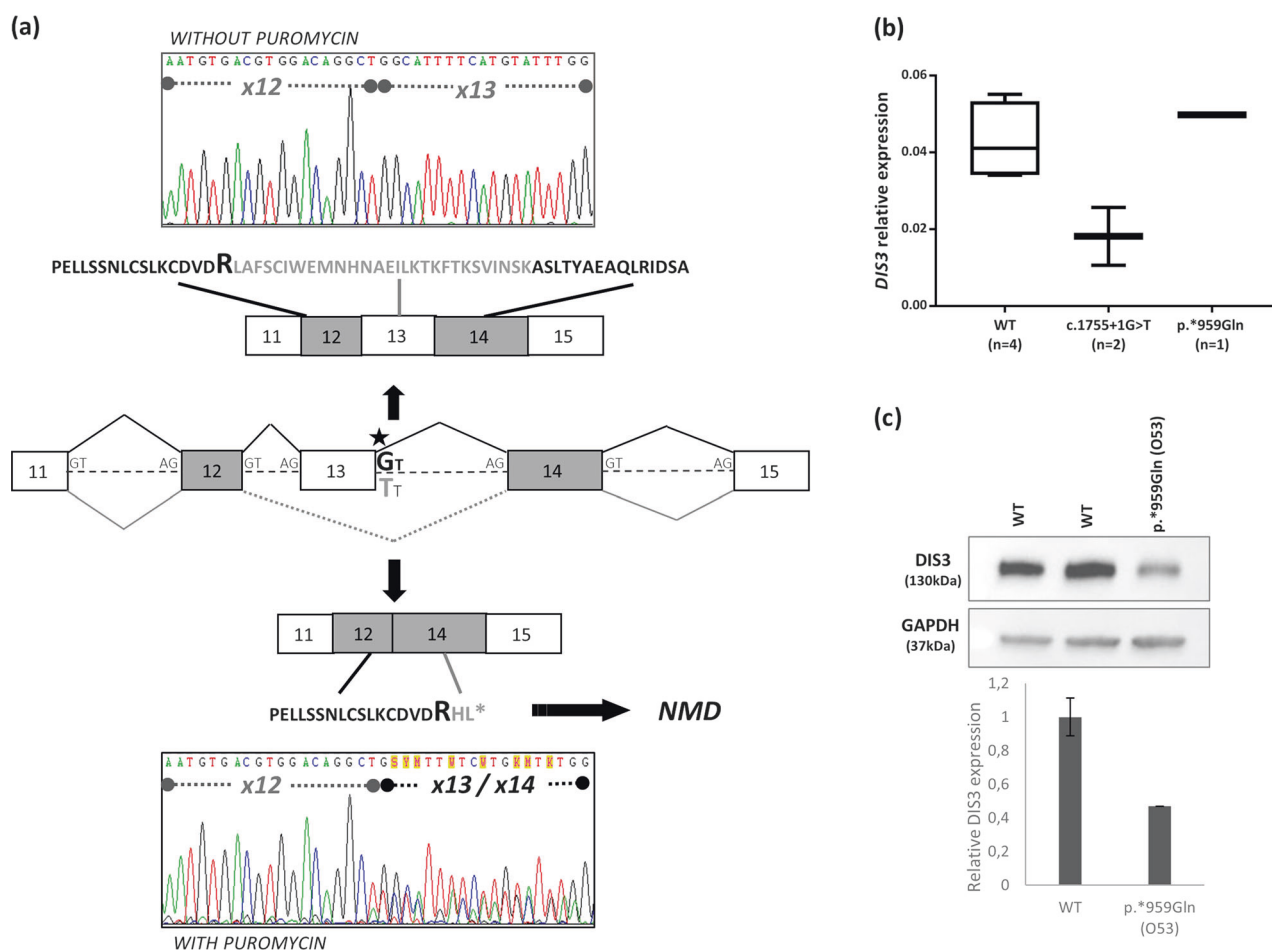 (a)
WITHOUT PUROMYCIN
AATGTGACGTGGACAGGCTGGCATTTTCATGTATTTGG
x12 x13
PELLSSNLCSLKCDVDRLAFSCIWEMNHNAEILKTKFTKSVINSKASLTYAEAQLRIDSA
11 12 13 14 15
★
11 GT AG 12 GT AG 13 GT AG 14 GT AG 15
TT
11 12 14 15
PELLSSNLCSLKCDVDRHL* NMD
AATGTGACGTGGACAGGCTGSYMTTWTCWTGKMTKTGG
x12 x13 / x14
WITH PUROMYCIN
(b)
DIS3 relative expression
0.06
0.04
0.02
0.00
WT c.1755+1G>T p.*959Gln
(n=4) (n=2) (n=1)
(c)
WT WT p.*959Gln (O53)
DIS3
(130kDa)
GAPDH
(37kDa)
Relative DIS3 expression
1,2
1
0,8
0,6
0,4
0,2
0
WT p.*959Gln
(O53)